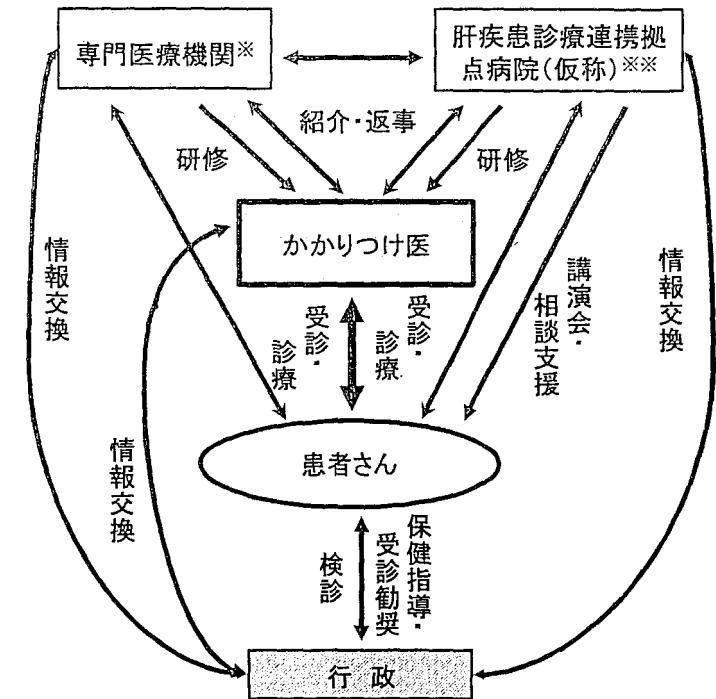 専門医療機関※
肝疾患診療連携拠
点病院(仮称)※※
紹介・返事
研修
研修
かかりつけ医
情報交換
受診・
診療
受診・
診療
講演会・
相談支援
情報交換
情報交換
患者さん
検診
保健指導・
受診勧奨
行政